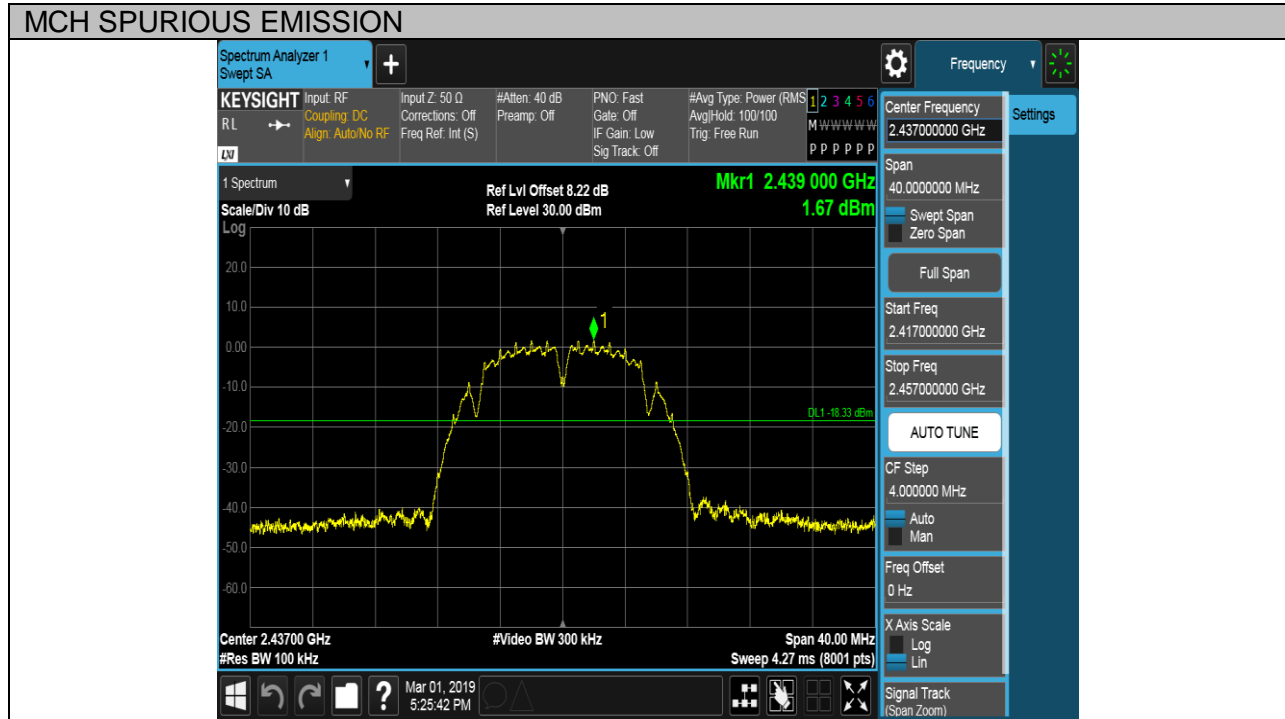 MCH SPURIOUS EMISSION
Spectrum Analyzer 1
Swept SA
+
Frequency
KEYSIGHT
R L
LXI
Input: RF
Coupling: DC
Align: Auto/No RF
Input Z: 50 Ω
Corrections: Off
Freq Ref: Int (S)
#Atten: 40 dB
Preamp: Off
PNO: Fast
Gate: Off
IF Gain: Low
Sig Track: Off
#Avg Type: Power (RMS
Avg|Hold: 100/100
Trig: Free Run
1 2 3 4 5 6
M W W W W W
P P P P P P
1 Spectrum
Scale/Div 10 dB
Log
Ref Lvl Offset 8.22 dB
Ref Level 30.00 dBm
Mkr1 2.439 000 GHz
1.67 dBm
20.0
10.0
0.00
-10.0
-20.0
-30.0
-40.0
-50.0
-60.0
1
DL1 -18.33 dBm
Center 2.43700 GHz
#Res BW 100 kHz
#Video BW 300 kHz
Span 40.00 MHz
Sweep 4.27 ms (8001 pts)
Center Frequency
2.437000000 GHz
Settings
Span
40.0000000 MHz
Swept Span
Zero Span
Full Span
Start Freq
2.417000000 GHz
Stop Freq
2.457000000 GHz
AUTO TUNE
CF Step
4.000000 MHz
Auto
Man
Freq Offset
0 Hz
X Axis Scale
Log
Lin
Signal Track
(Span Zoom)
?
Mar 01, 2019
5:25:42 PM